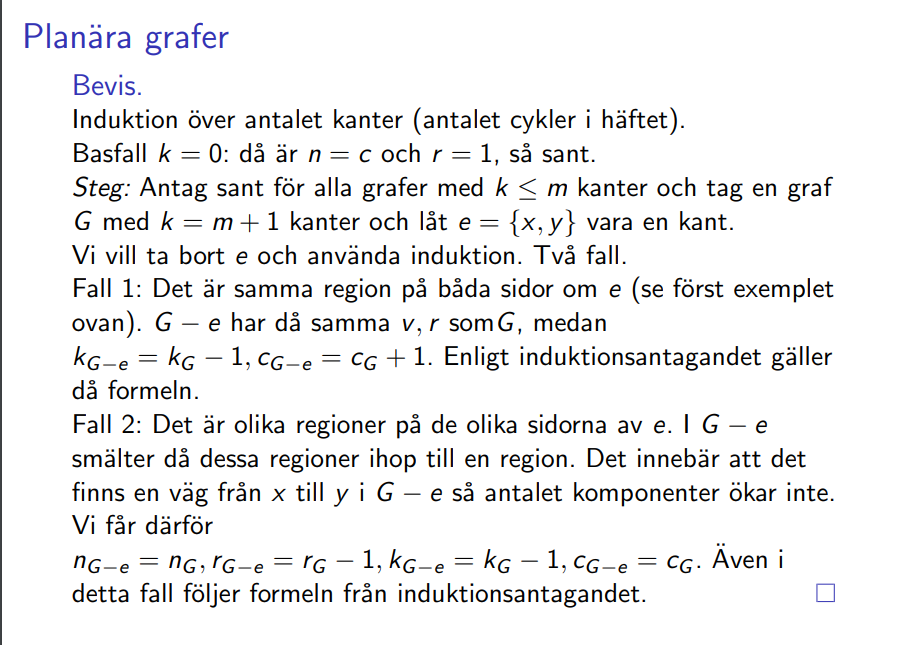 Planära grafer
Bevis.
Induktion över antalet kanter (antalet cykler i häftet).
Basfall k = 0: då är n = c och r = 1, så sant.
Steg: Antag sant för alla grafer med k ≤ m kanter och tag en graf
G med k = m + 1 kanter och låt e = {x, y} vara en kant.
Vi vill ta bort e och använda induktion. Två fall.
Fall 1: Det är samma region på båda sidor om e (se först exemplet
ovan). G − e har då samma v, r somG, medan
k_{G−e} = k_G − 1, c_{G−e} = c_G + 1. Enligt induktionsantagandet gäller
då formeln.
Fall 2: Det är olika regioner på de olika sidorna av e. I G − e
smälter då dessa regioner ihop till en region. Det innebär att det
finns en väg från x till y i G − e så antalet komponenter ökar inte.
Vi får därför
n_{G−e} = n_G, r_{G−e} = r_G − 1, k_{G−e} = k_G − 1, c_{G−e} = c_G. Även i
detta fall följer formeln från induktionsantagandet. □